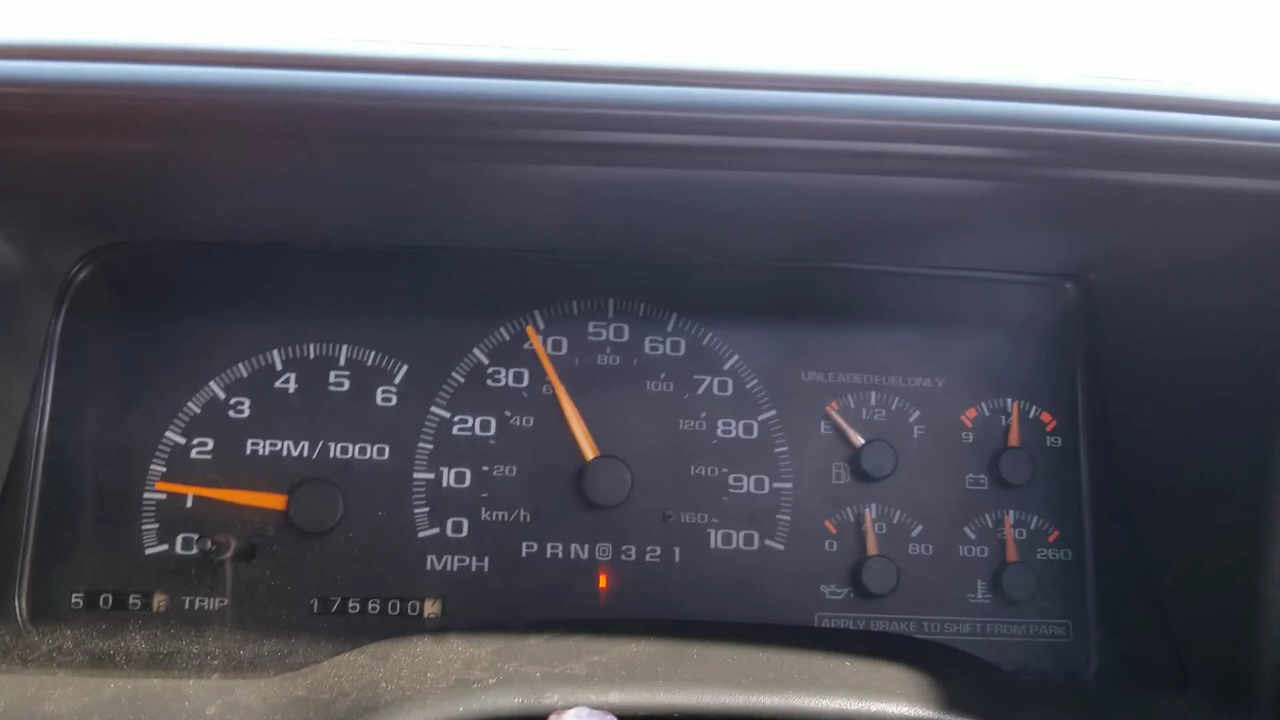 0 1 2 3 4 5 6
RPM/1000
505 TRIP
0 10 20 30 40 50 60 70 80 90 100
MPH
20 40 80 100 120 140 160
km/h
PRND321
175600
UNLEADED FUEL ONLY
E 1/2 F
9 14 19
0 40 80
100 210 260
APPLY BRAKE TO SHIFT FROM PARK